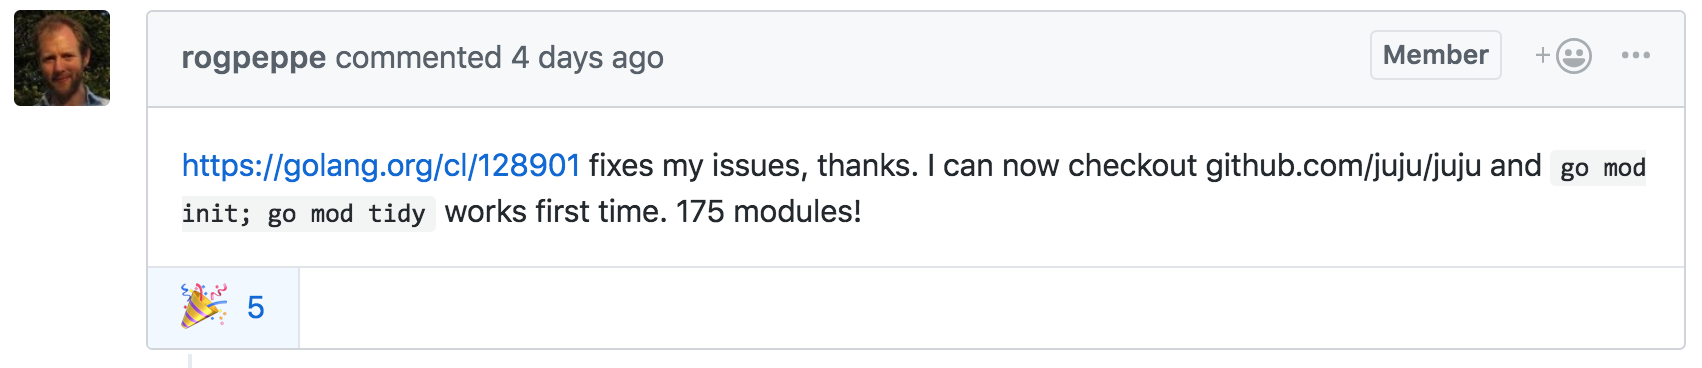 rogpeppe commented 4 days ago Member +
https://golang.org/cl/128901 fixes my issues, thanks. I can now checkout github.com/juju/juju and go mod
init; go mod tidy works first time. 175 modules!
5